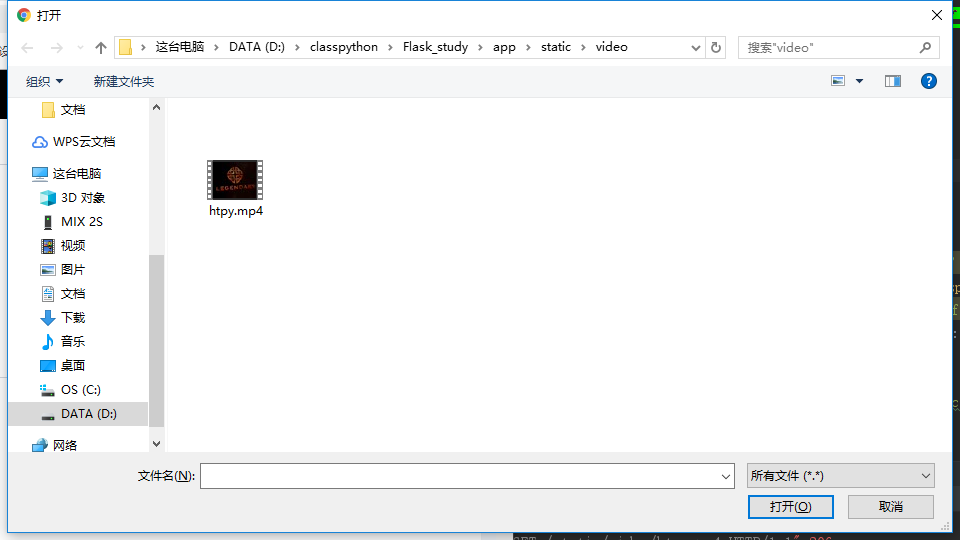 打开
这台电脑 > DATA (D:) > classpython > Flask_study > app > static > video
搜索"video"
组织
新建文件夹
文档
WPS云文档
这台电脑
3D 对象
MIX 2S
视频
图片
文档
下载
音乐
桌面
OS (C:)
DATA (D:)
网络
LEGENDARY
htpy.mp4
文件名(N):
所有文件 (*.*)
打开(O)
取消